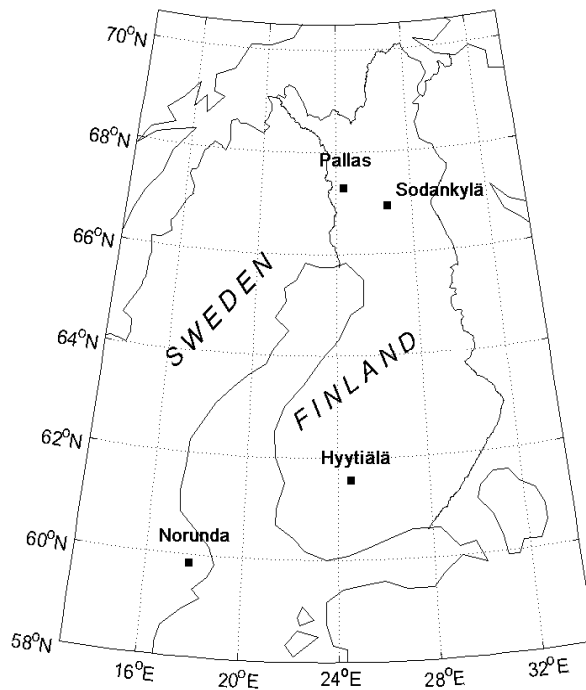 70°N
68°N
Pallas
Sodankylä
66°N
SWEDEN
64°N
FINLAND
62°N
Hyytiälä
60°N
Norunda
58°N
16°E
20°E
24°E
28°E
32°E